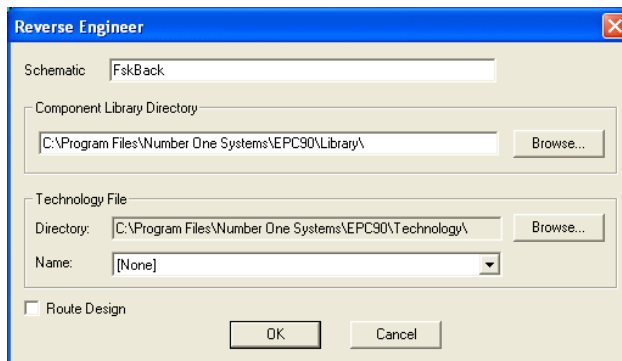 Reverse Engineer
Schematic FskBack
Component Library Directory
C:\Program Files\Number One Systems\EPC90\Library\ Browse...
Technology File
Directory: C:\Program Files\Number One Systems\EPC90\Technology\ Browse...
Name: [None]
Route Design
OK Cancel